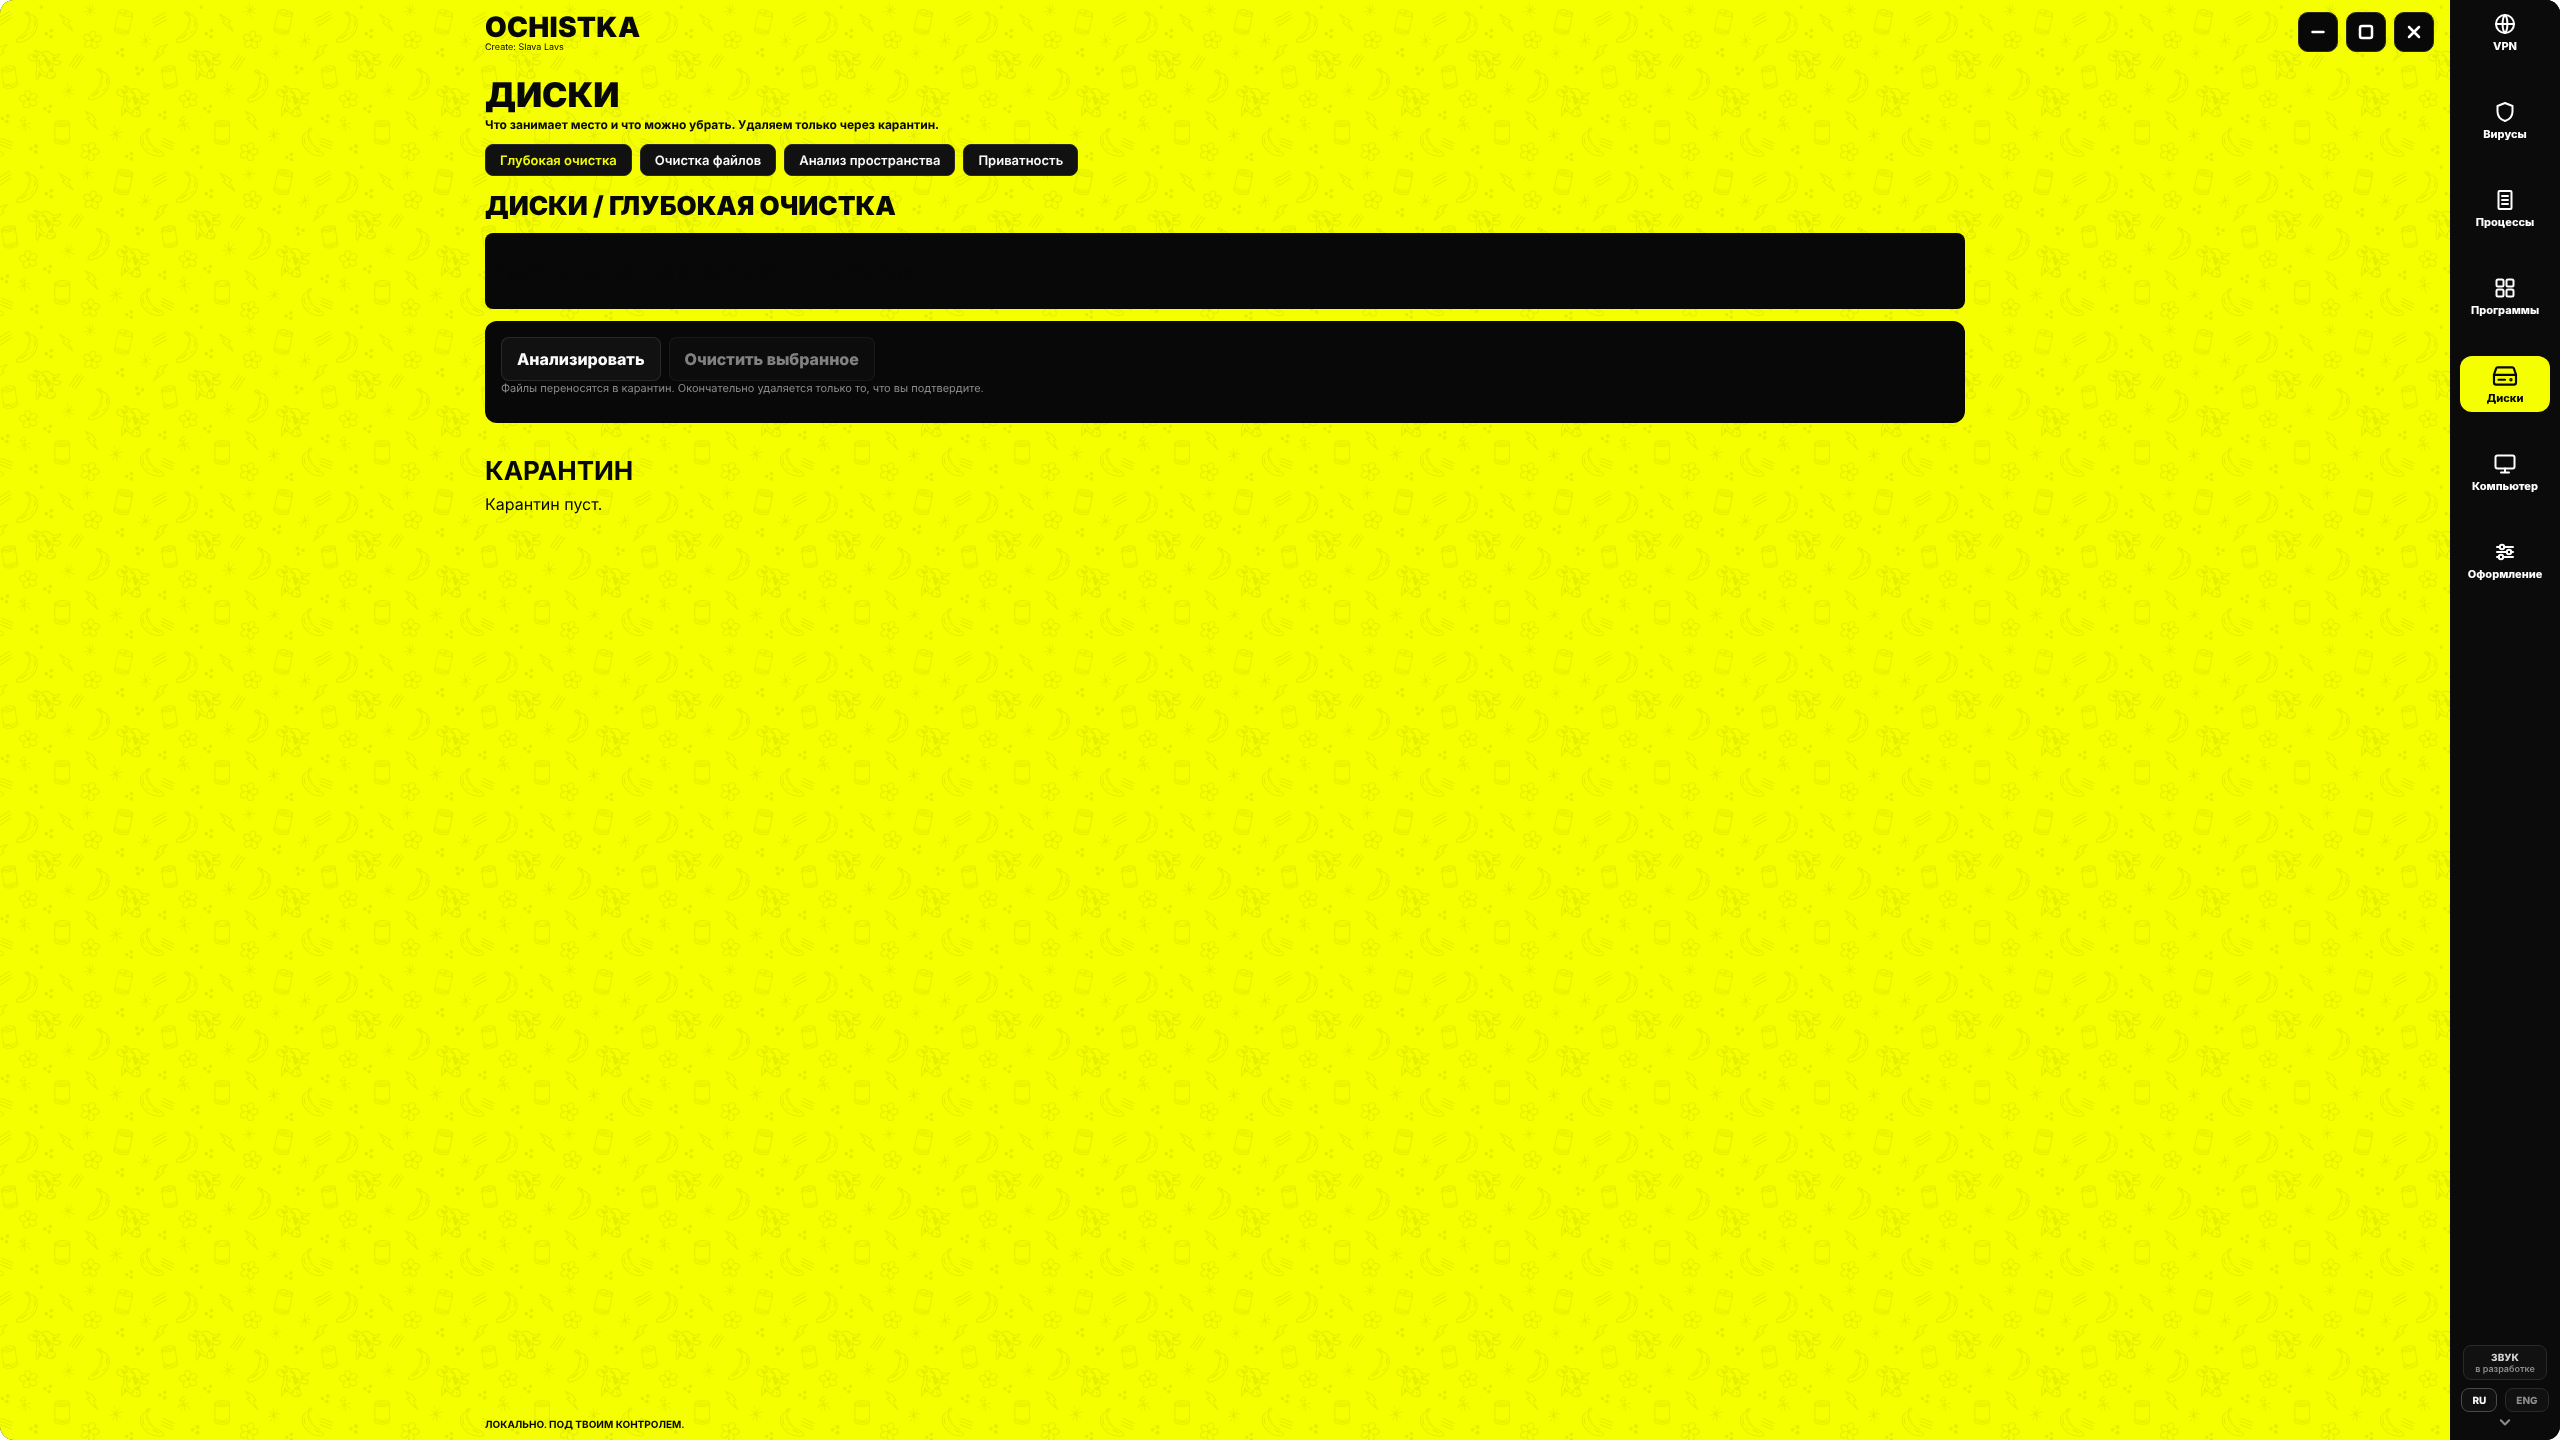 OCHISTKA
Create: Slava Lavs
ДИСКИ
Что занимает место и что можно убрать. Удаляем только через карантин.
Глубокая очистка
Очистка файлов
Анализ пространства
Приватность
ДИСКИ / ГЛУБОКАЯ ОЧИСТКА
Анализировать
Очистить выбранное
Файлы переносятся в карантин. Окончательно удаляется только то, что вы подтвердите.
КАРАНТИН
Карантин пуст.
ЛОКАЛЬНО. ПОД ТВОИМ КОНТРОЛЕМ.
VPN
Вирусы
Процессы
Программы
Диски
Компьютер
Оформление
ЗВУК
в разработке
RU
ENG